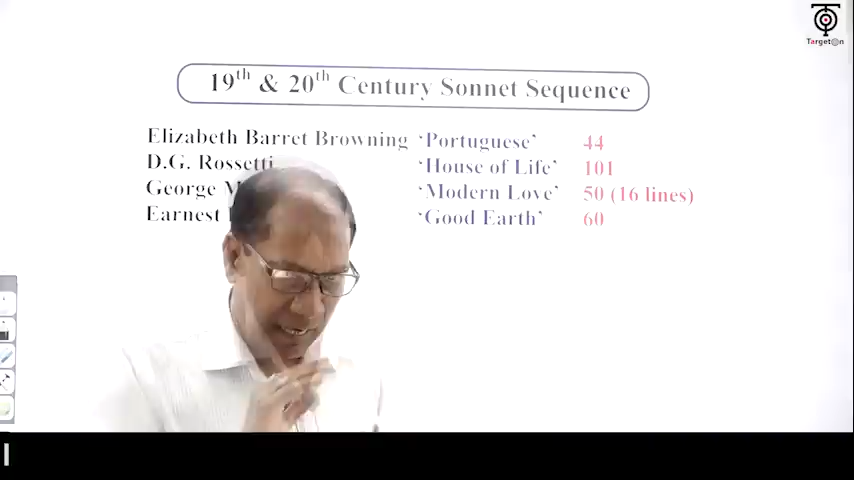 TargetOn
19th & 20th Century Sonnet Sequence
Elizabeth Barret Browning 'Portuguese' 44
D.G. Rossetti 'House of Life' 101
George 'Modern Love' 50 (16 lines)
Earnest 'Good Earth' 60